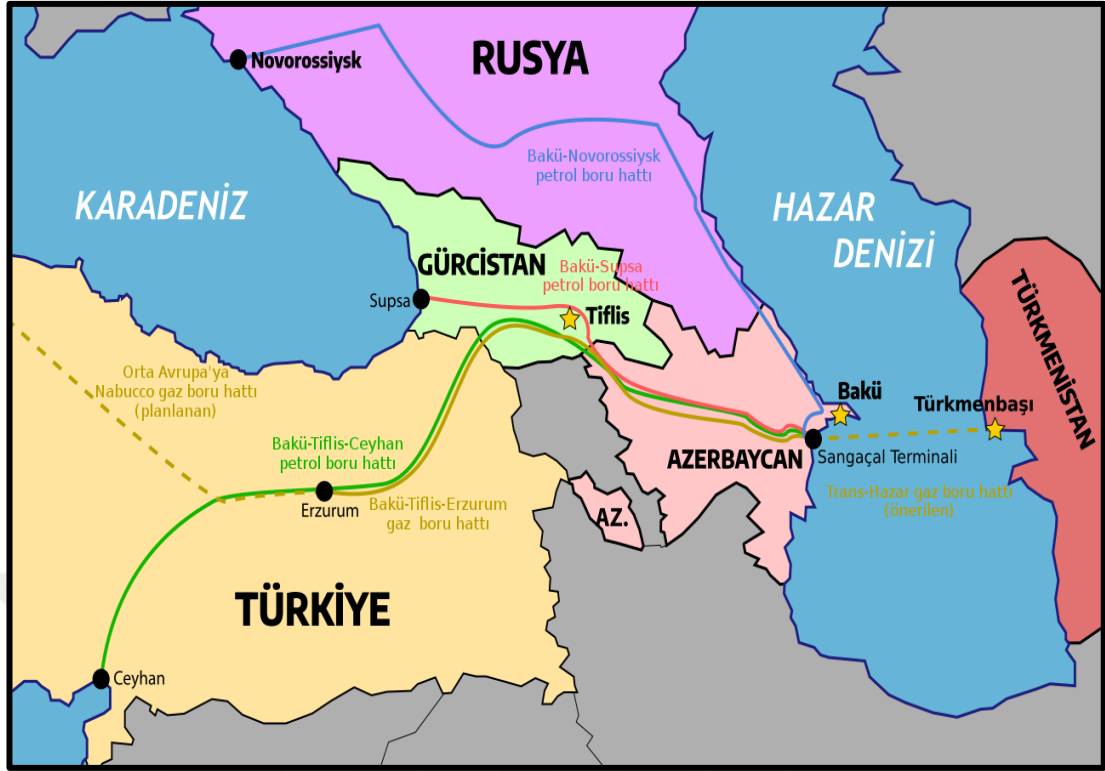 RUSYA
Novorossiysk
Bakü-Novorossiysk
petrol boru hattı
KARADENİZ
HAZAR
DENİZİ
GÜRCİSTAN
Bakü-Supsa
petrol boru hattı
Supsa
Tiflis
TÜRKMENİSTAN
Orta Avrupa'ya
Nabucco gaz boru hattı
(planlanan)
Bakü
Türkmenbaşı
Bakü-Tiflis-Ceyhan
petrol boru hattı
AZERBAYCAN
Sangaçal Terminali
Erzurum
Bakü-Tiflis-Erzurum
gaz boru hattı
Trans-Hazar gaz boru hattı
(önerilen)
AZ.
TÜRKİYE
Ceyhan